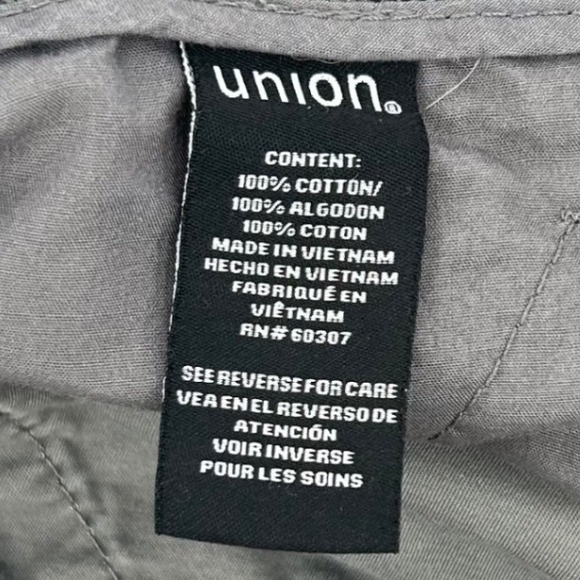 union®
CONTENT:
100% COTTON/
100% ALGODON
100% COTON
MADE IN VIETNAM
HECHO EN VIETNAM
FABRIQUÉ EN
VIÊTNAM
RN# 60307
SEE REVERSE FOR CARE
VEA EN EL REVERSO DE
ATENCIÓN
VOIR INVERSE
POUR LES SOINS